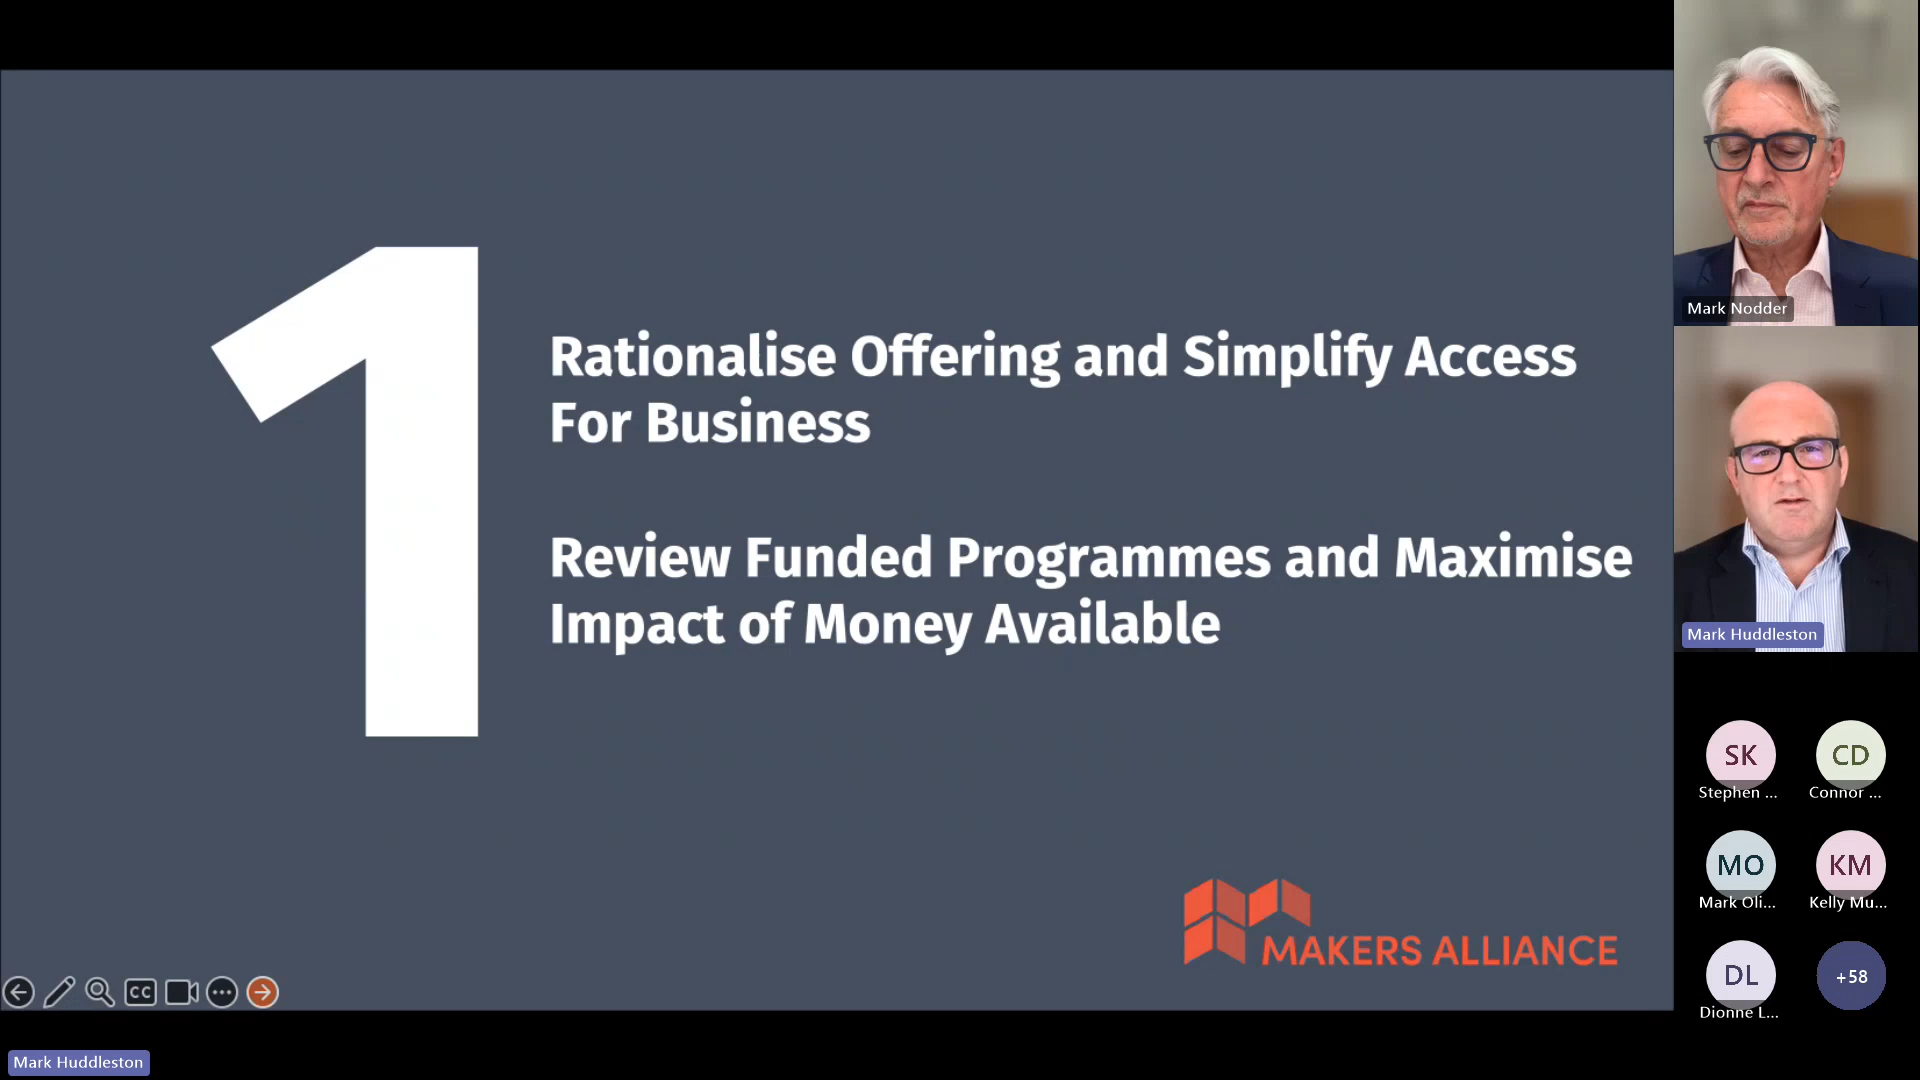 1
Rationalise Offering and Simplify Access
For Business
Review Funded Programmes and Maximise
Impact of Money Available
MAKERS ALLIANCE
CC
Mark Huddleston
Mark Nodder
Mark Huddleston
SK
Stephen ...
CD
Connor ...
MO
Mark Oli...
KM
Kelly Mu...
DL
Dionne L...
+58